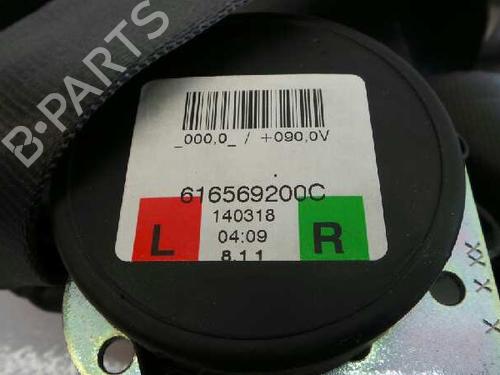 B-PARTS
_000,0_ / +090,0V
616569200C
140318
L 04:09 R
8.1.1